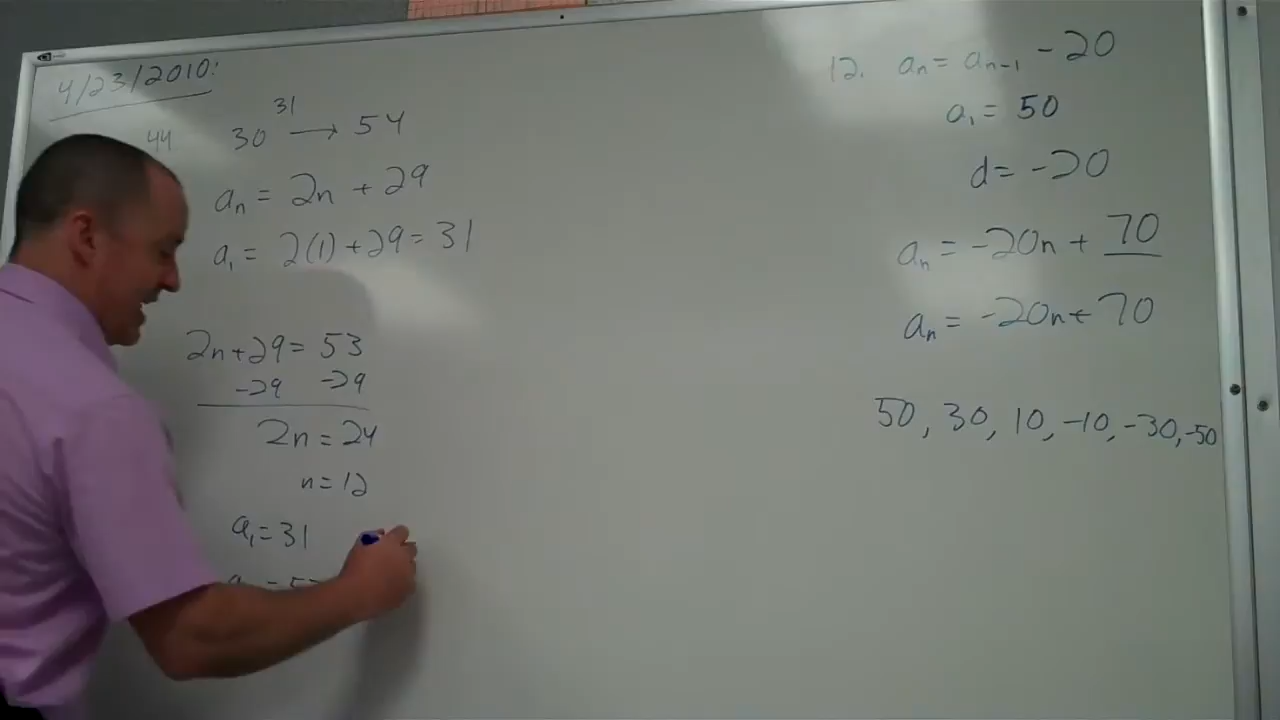 4/23/2010:
44
31
30 → 54
aₙ = 2n + 29
a₁ = 2(1) + 29 = 31
2n + 29 = 53
-29 -29
2n = 24
n = 12
a₁ = 31
12. aₙ = aₙ₋₁ - 20
a₁ = 50
d = -20
aₙ = -20n + 70
aₙ = -20n + 70
50, 30, 10, -10, -30, -50